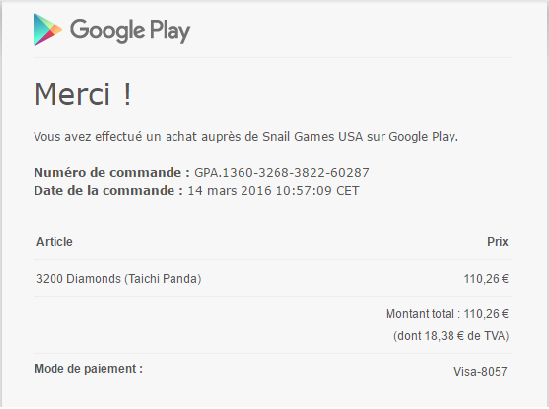 Google Play
Merci !
Vous avez effectué un achat auprès de Snail Games USA sur Google Play.
Numéro de commande : GPA.1360-3268-3822-60287
Date de la commande : 14 mars 2016 10:57:09 CET
Article Prix
3200 Diamonds (Taichi Panda) 110,26 €
Montant total : 110,26 €
(dont 18,38 € de TVA)
Mode de paiement : Visa-8057